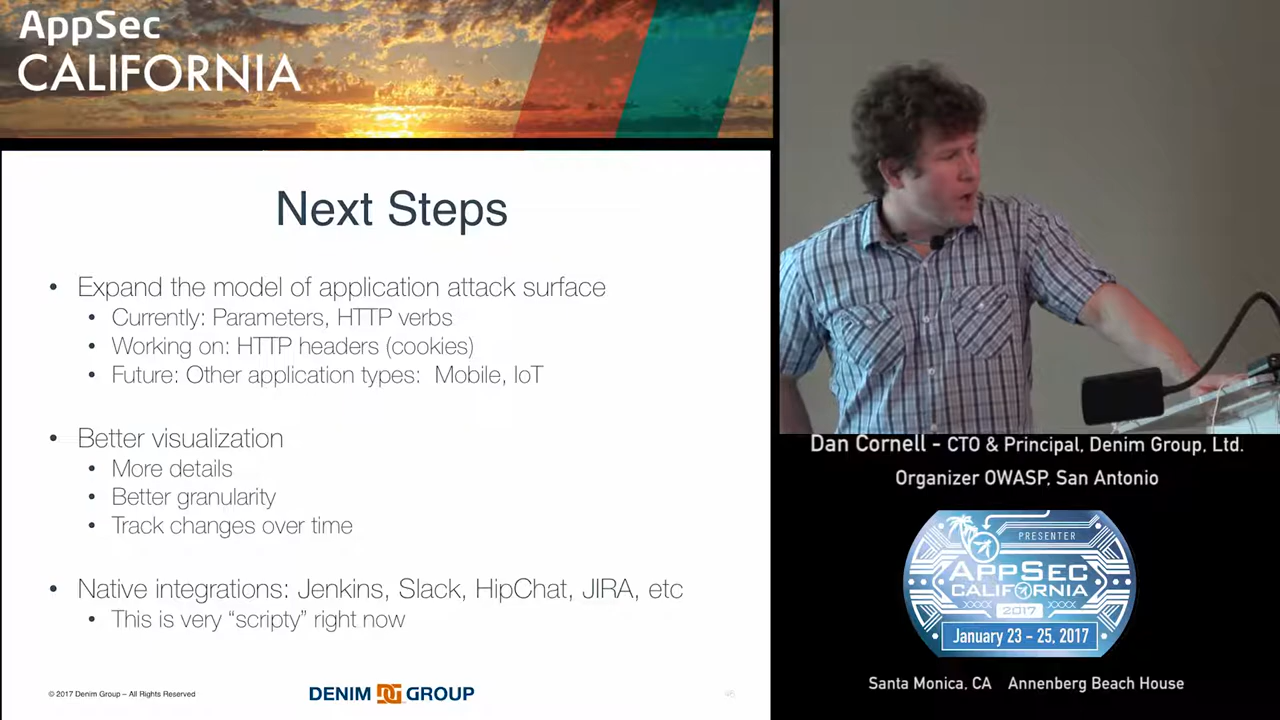 AppSec
CALIFORNIA
Next Steps
• Expand the model of application attack surface
• Currently: Parameters, HTTP verbs
• Working on: HTTP headers (cookies)
• Future: Other application types: Mobile, IoT
• Better visualization
• More details
• Better granularity
• Track changes over time
• Native integrations: Jenkins, Slack, HipChat, JIRA, etc
• This is very “scripty” right now
© 2017 Denim Group – All Rights Reserved
DENIM DG GROUP
46
Dan Cornell – CTO & Principal, Denim Group, Ltd.
Organizer OWASP, San Antonio
PRESENTER
APPSEC
CALIFORNIA
2017
January 23 - 25, 2017
Santa Monica, CA Annenberg Beach House